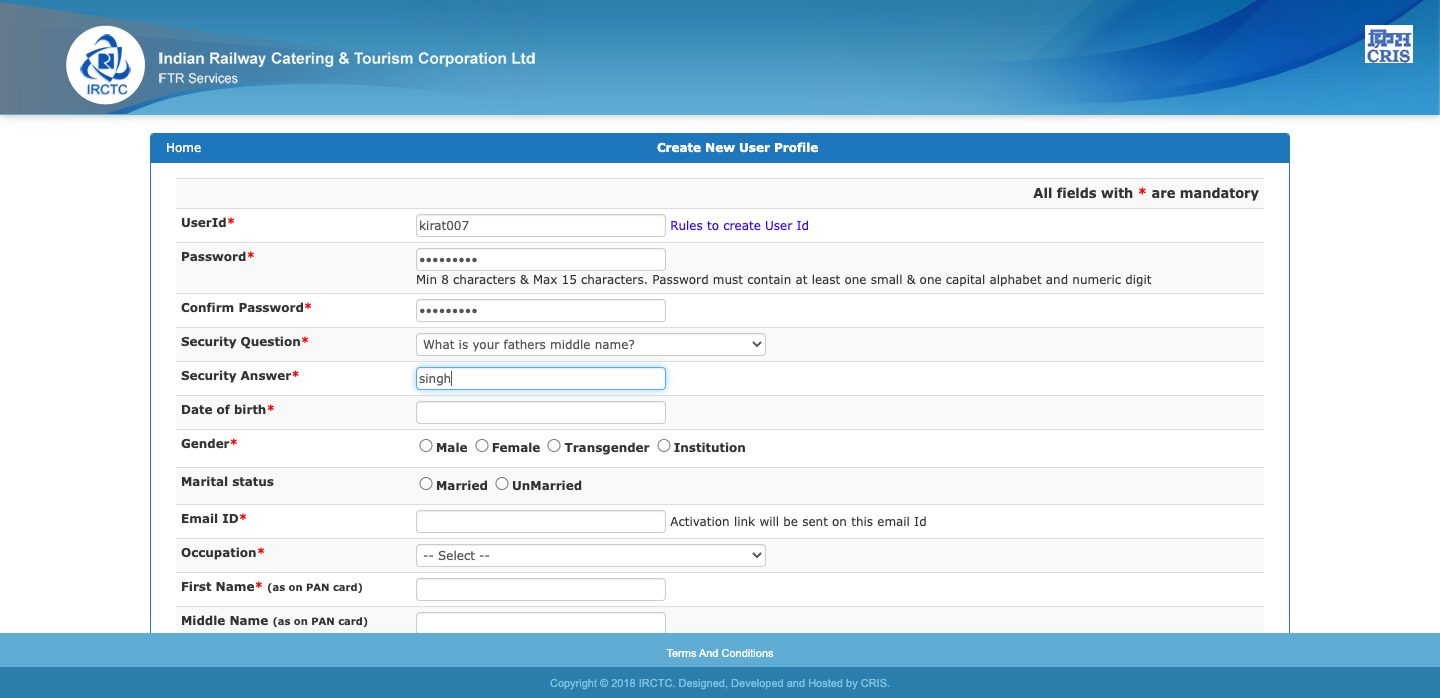 IRCTC
Indian Railway Catering & Tourism Corporation Ltd
FTR Services
क्रिस
CRIS
Home
Create New User Profile
All fields with * are mandatory
UserId* kirat007 Rules to create User Id
Password* •••••••••
Min 8 characters & Max 15 characters. Password must contain at least one small & one capital alphabet and numeric digit
Confirm Password* •••••••••
Security Question* What is your fathers middle name?
Security Answer* singh
Date of birth*
Gender* Male Female Transgender Institution
Marital status Married UnMarried
Email ID* Activation link will be sent on this email Id
Occupation* -- Select --
First Name* (as on PAN card)
Middle Name (as on PAN card)
Terms And Conditions
Copyright © 2018 IRCTC. Designed, Developed and Hosted by CRIS.